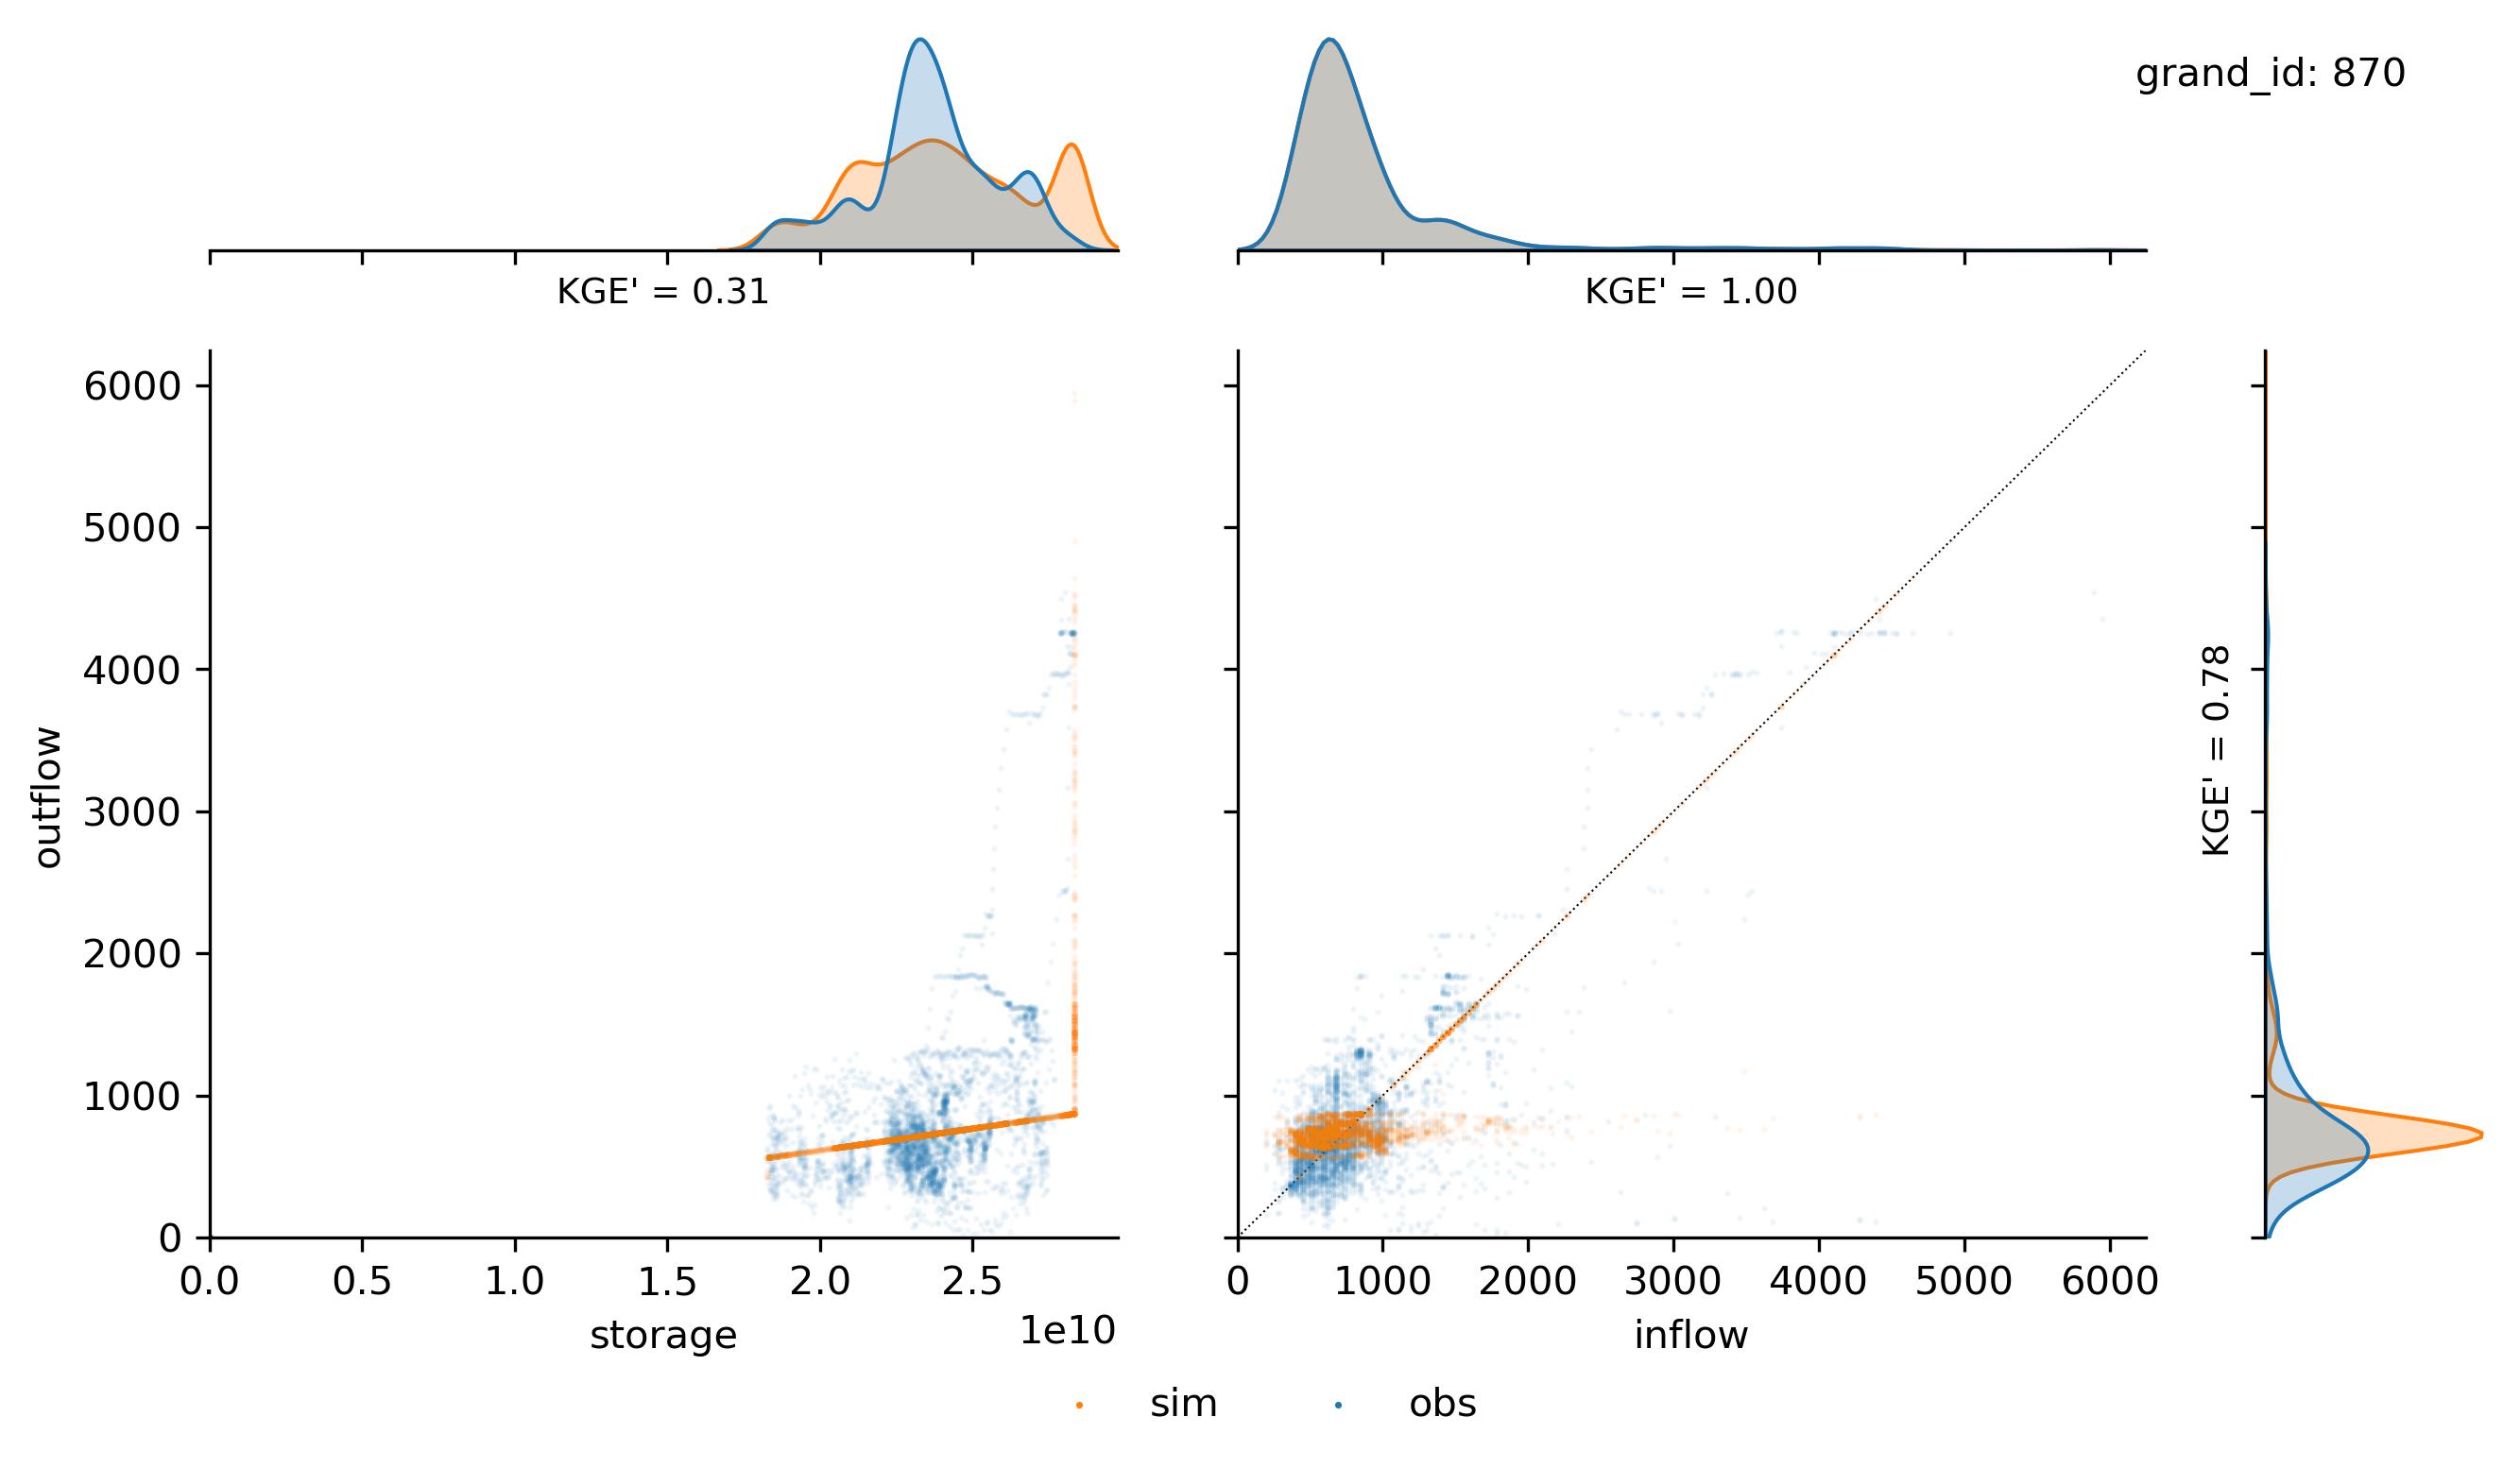 grand_id: 870
KGE' = 0.31
KGE' = 1.00
6000
5000
4000
3000
2000
1000
0
outflow
KGE' = 0.78
0.0 0.5 1.0 1.5 2.0 2.5
0 1000 2000 3000 4000 5000 6000
storage
1e10
inflow
sim obs